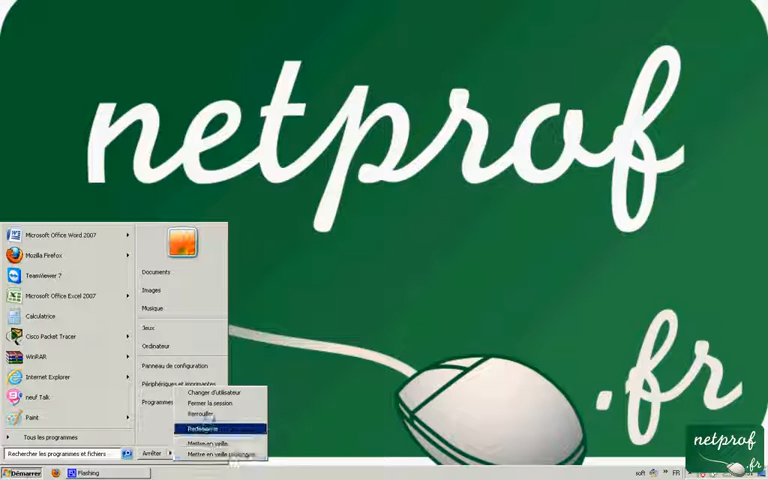 netprof
.fr
Microsoft Office Word 2007
Mozilla Firefox
TeamViewer 7
Microsoft Office Excel 2007
Calculatrice
Cisco Packet Tracer
WinRAR
Internet Explorer
neuf Talk
Paint
Tous les programmes
Rechercher les programmes et fichiers
Documents
Images
Musique
Jeux
Ordinateur
Panneau de configuration
Périphériques et imprimantes
Programmes
Arrêter
Changer d'utilisateur
Fermer la session
Verrouiller
Redémarrer
Mettre en veille
Démarrer
Flashing
soft
FR
netprof
.fr